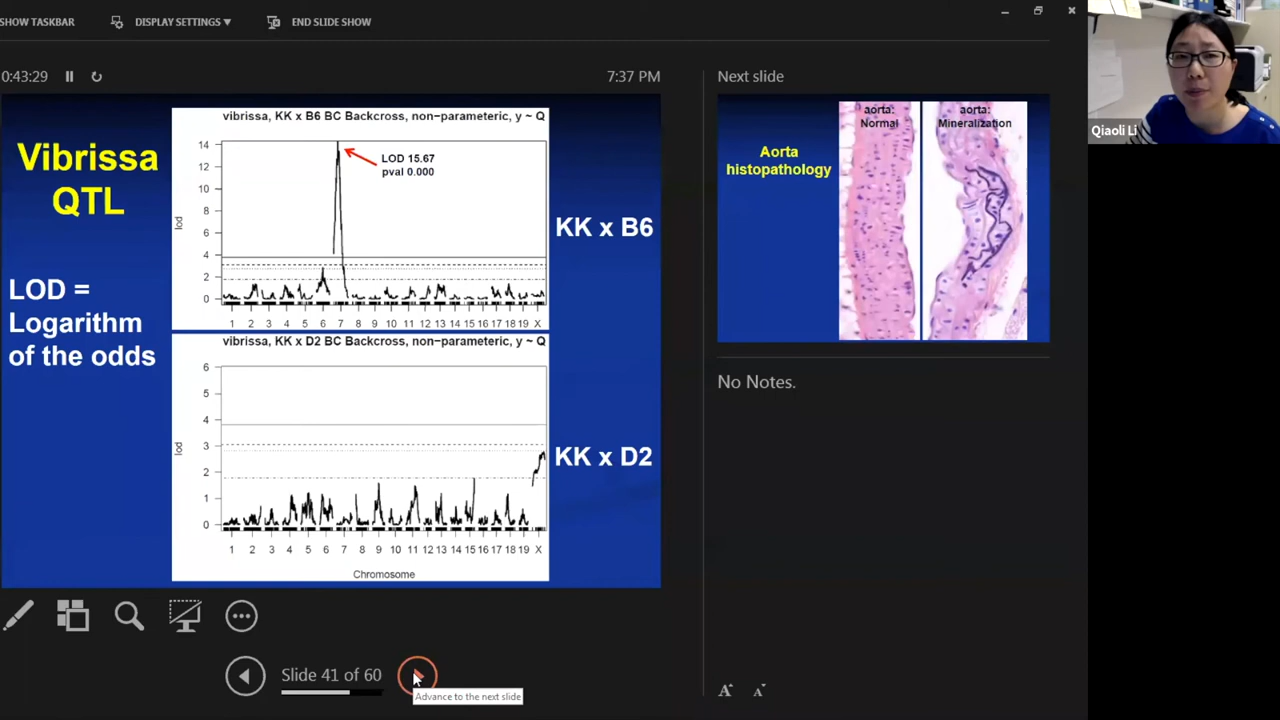 SHOW TASKBAR
DISPLAY SETTINGS ▼
END SLIDE SHOW
0:43:29
7:37 PM
Vibrissa
QTL
LOD =
Logarithm
of the odds
vibrissa, KK x B6 BC Backcross, non−parameteric, y ~ Q
lod
14
12
10
8
6
4
2
0
LOD 15.67
pval 0.000
1 2 3 4 5 6 7 8 9 10 11 12 13 14 15 16 17 18 19 X
KK x B6
vibrissa, KK x D2 BC Backcross, non−parameteric, y ~ Q
lod
6
5
4
3
2
1
0
1 2 3 4 5 6 7 9 10 11 12 13 14 15 16 17 18 19 X
Chromosome
KK x D2
Slide 41 of 60
Advance to the next slide
Next slide
Aorta
histopathology
aorta:
Normal
aorta:
Mineralization
No Notes.
A A
Qiaoli Li